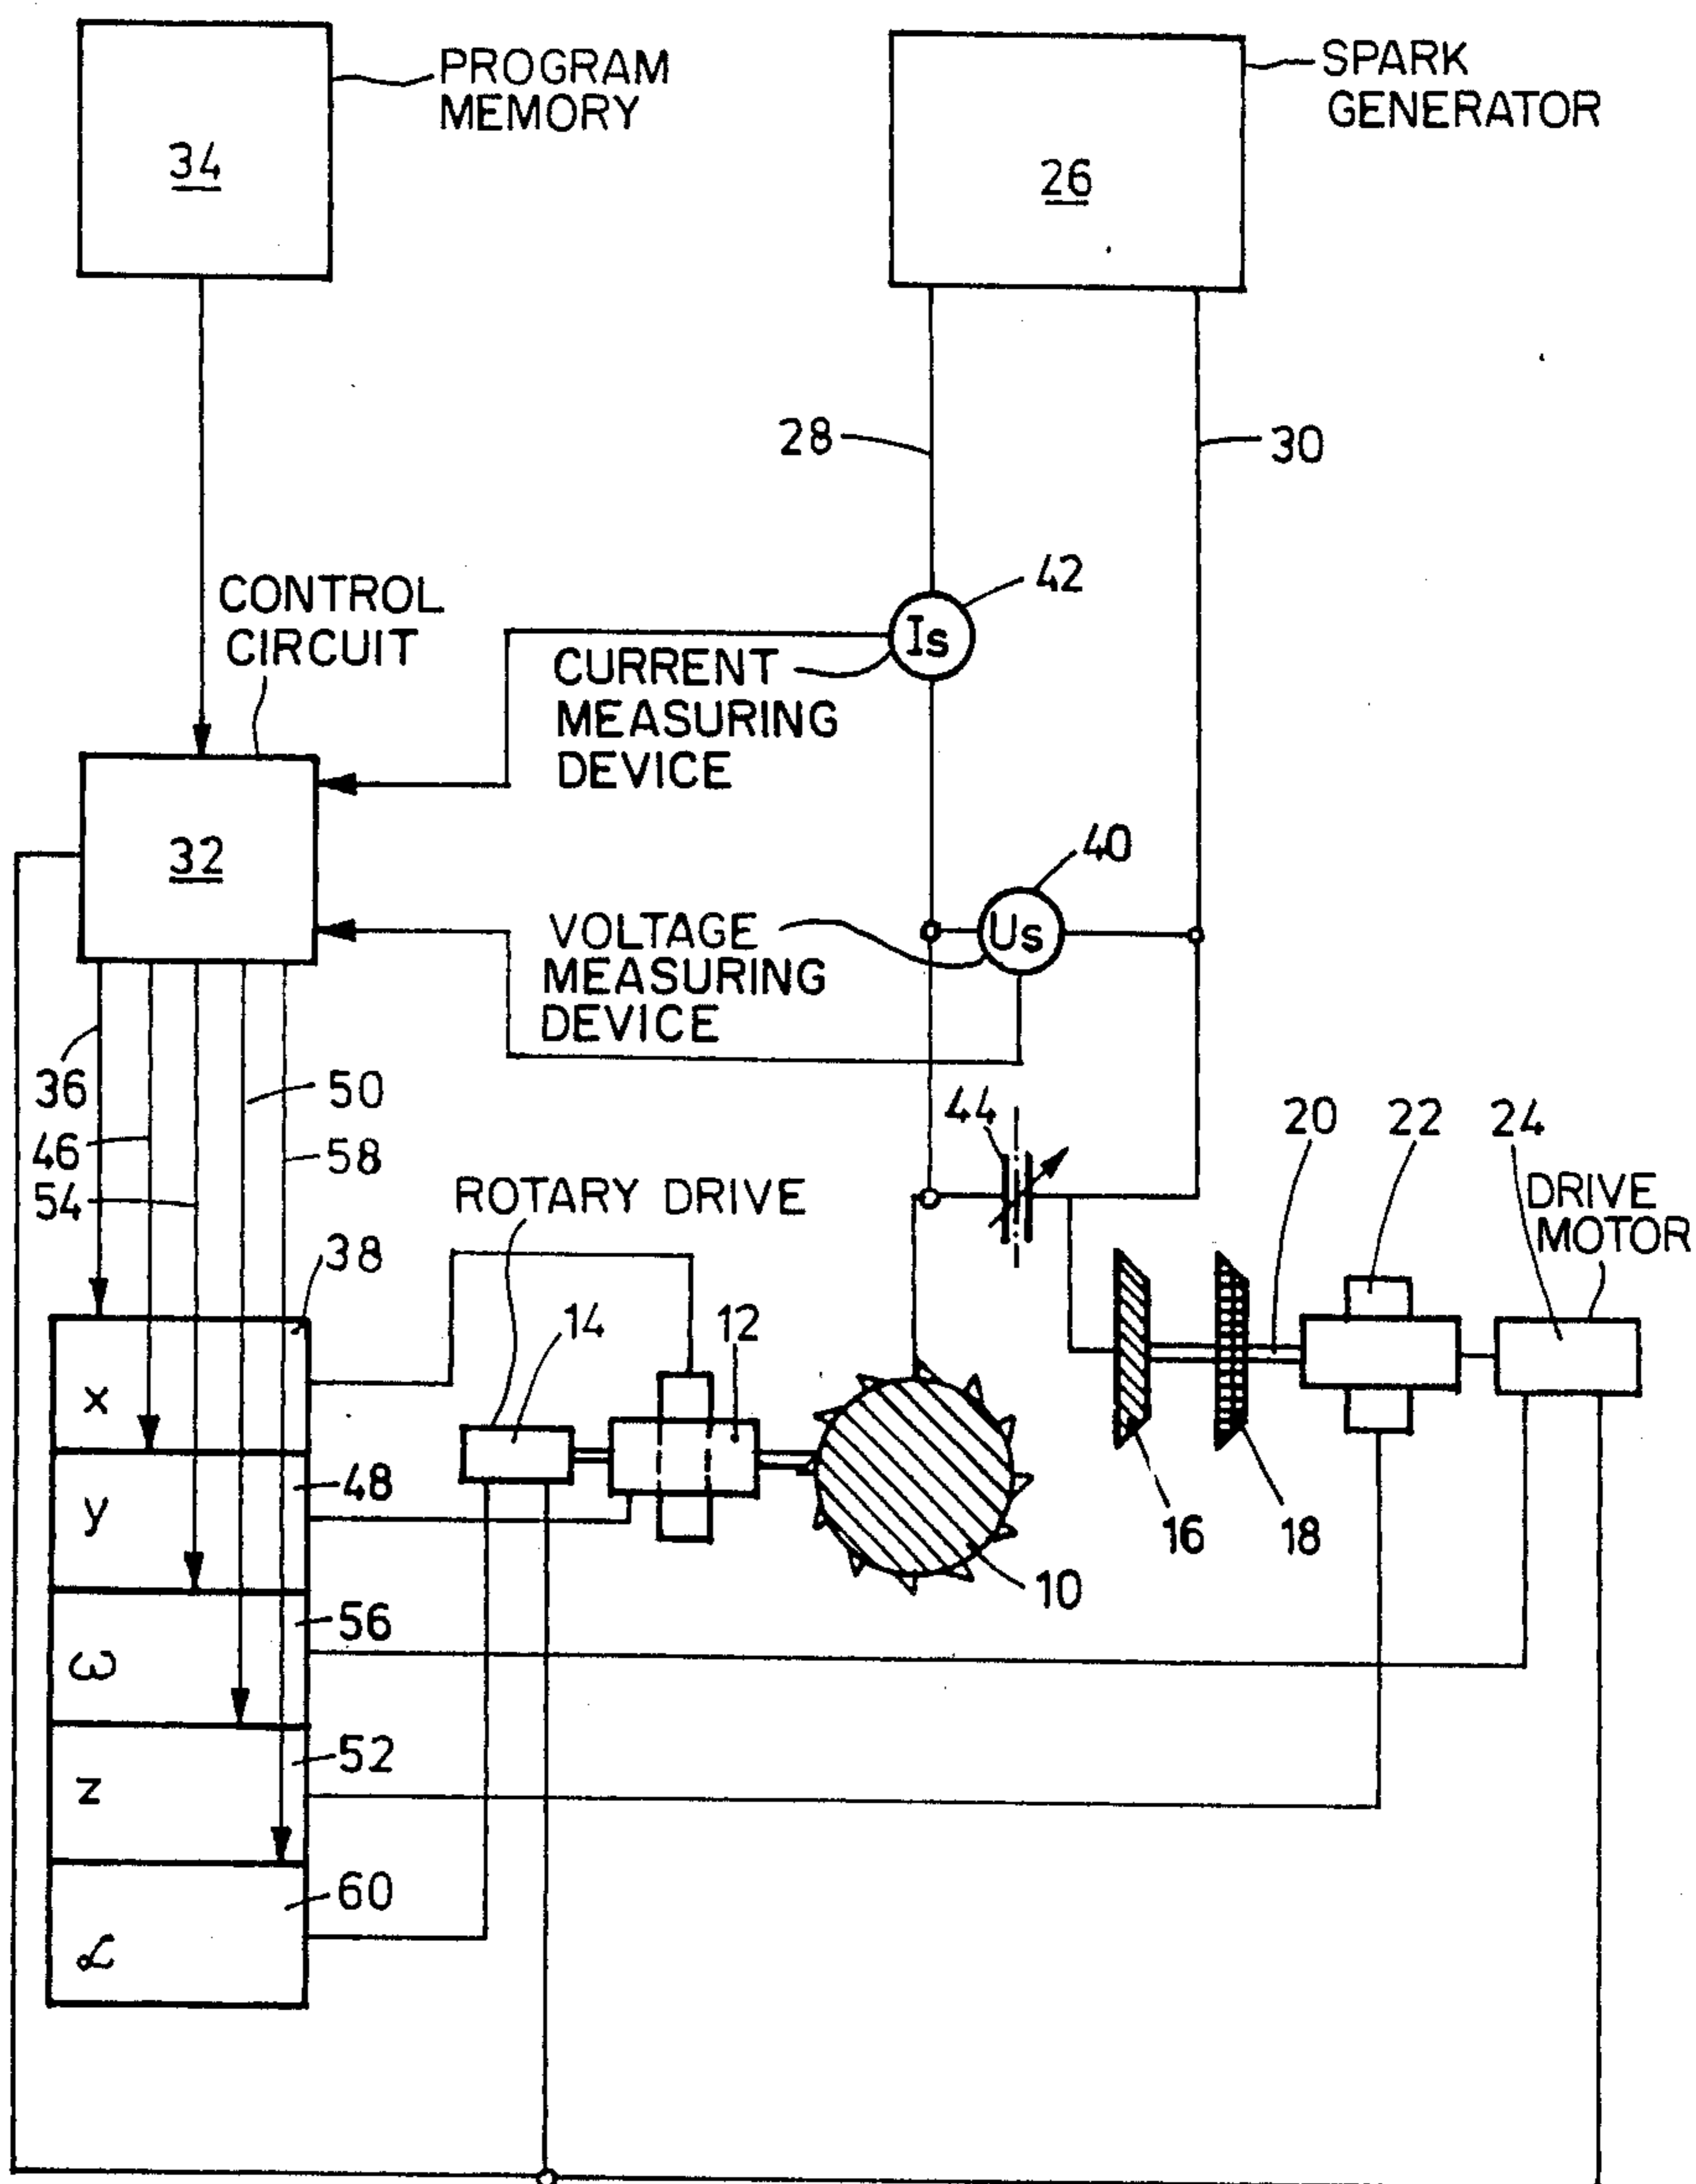 PROGRAM
MEMORY
34
SPARK
GENERATOR
26
28
30
42
Is
CONTROL
CIRCUIT
CURRENT
MEASURING
DEVICE
32
40
Us
VOLTAGE
MEASURING
DEVICE
36
50
46
58
54
44
20
22
24
DRIVE
MOTOR
ROTARY DRIVE
38
14
12
x
48
y
16
18
10
56
ω
52
z
60
α